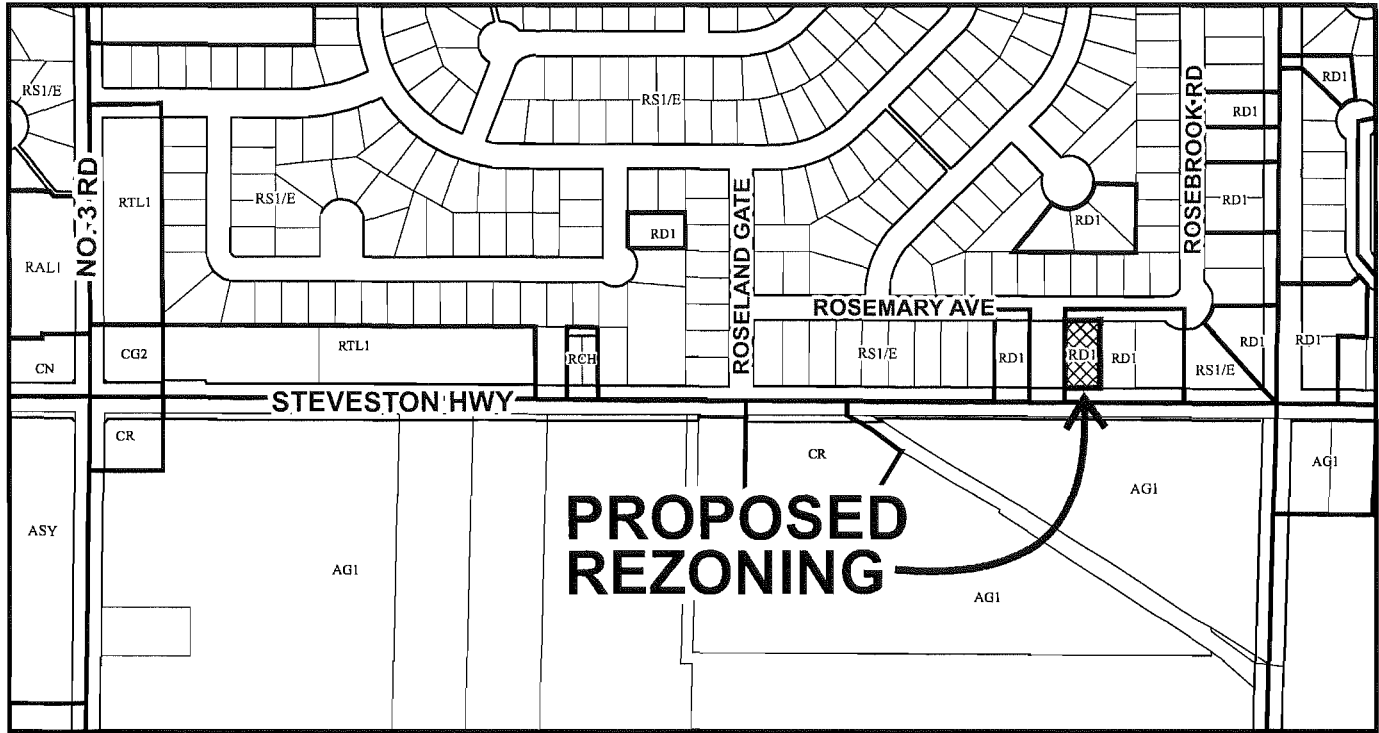 RS1/E
RS1/E
RD1
RD1
NO. 3 RD
RTL1
RS1/E
ROSELAND GATE
RD1
RD1
ROSEBROOK RD
RD1
RAL1
ROSEMARY AVE
CN
CG2
RTL1
RCH
RS1/E
RD1
RD1
RD1
RS1/E
RD1
RD1
STEVESTON HWY
CR
CR
AG1
AG1
ASY
AG1
PROPOSED
REZONING
AG1